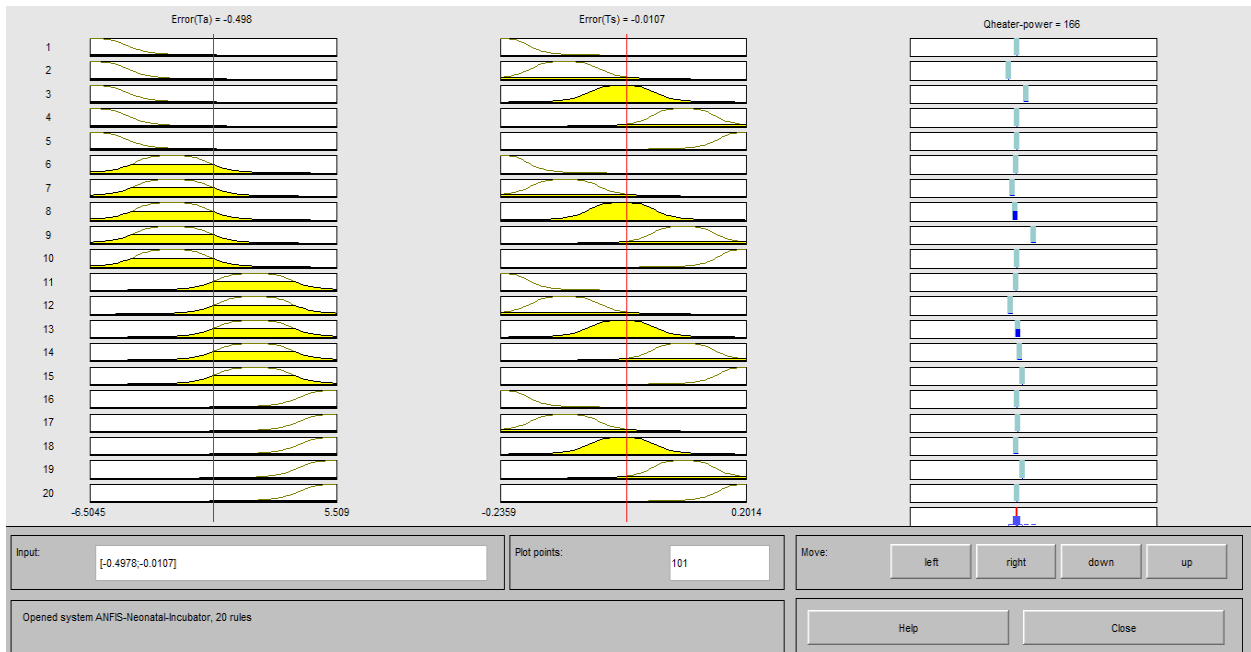 Error(Ta) = -0.498
Error(Ts) = -0.0107
Qheater-power = 166
1
2
3
4
5
6
7
8
9
10
11
12
13
14
15
16
17
18
19
20
-6.5045 5.509
-0.2359 0.2014
Input:
[-0.4978;-0.0107]
Plot points:
101
Move:
left right down up
Opened system ANFIS-Neonatal-Incubator, 20 rules
Help Close